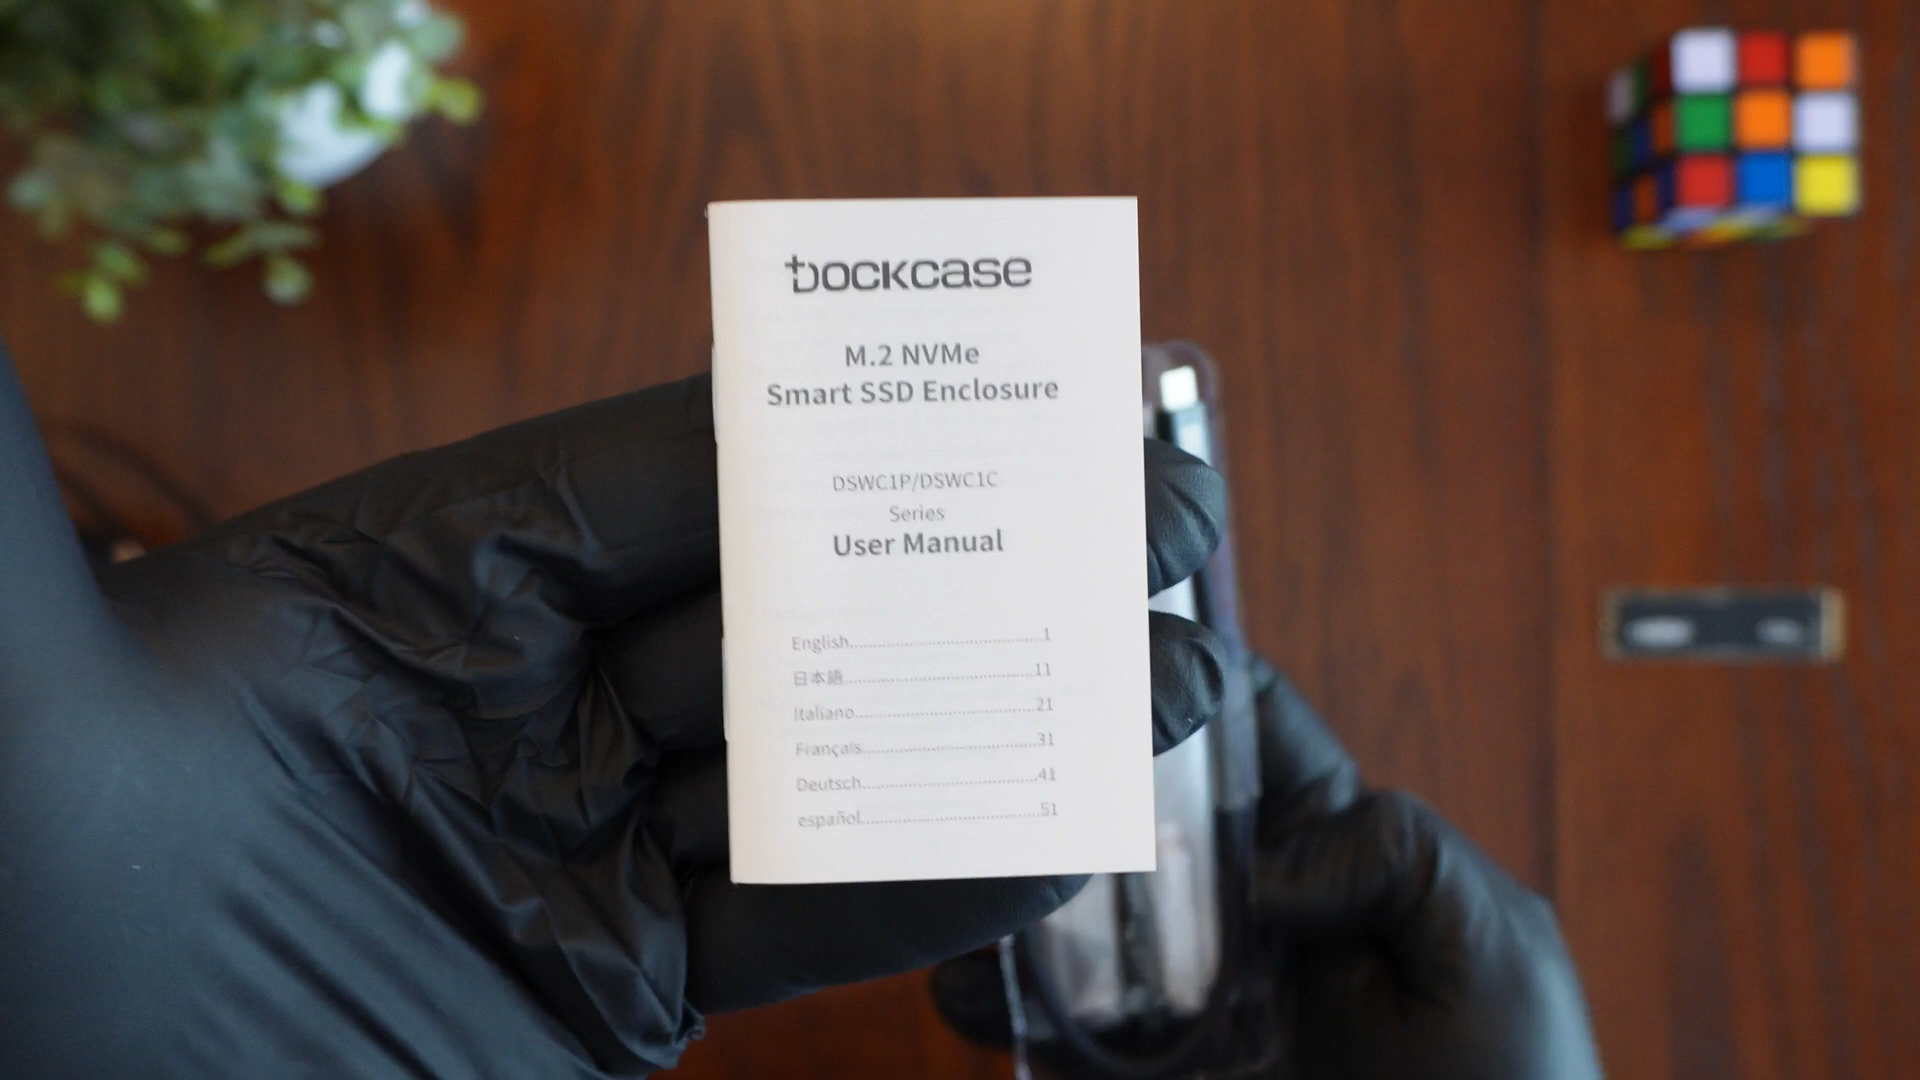 DOCKCASE
M.2 NVMe
Smart SSD Enclosure
DSWC1P/DSWC1C
Series
User Manual
English..........................................1
日本語..........................................11
Italiano..........................................21
Français..........................................31
Deutsch..........................................41
español..........................................51